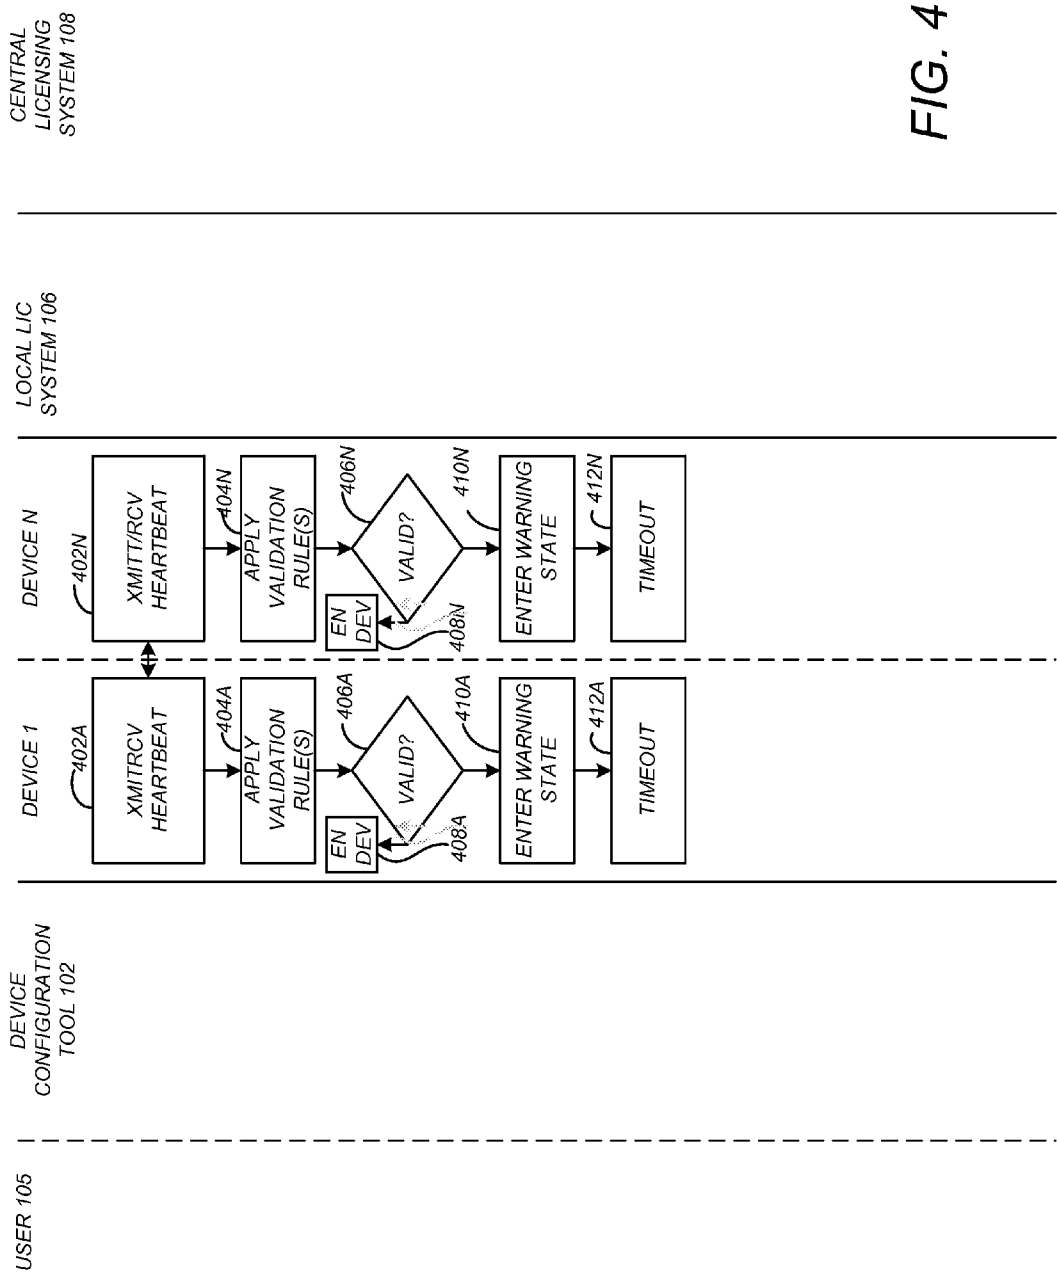 USER 105
DEVICE
CONFIGURATION
TOOL 102
DEVICE 1
DEVICE N
LOCAL LIC
SYSTEM 106
CENTRAL
LICENSING
SYSTEM 108
402A
XMITRCV
HEARTBEAT
402N
XMITT/RCV
HEARTBEAT
404A
APPLY
VALIDATION
RULE(S)
404N
APPLY
VALIDATION
RULE(S)
406A
VALID?
EN
DEV
408A
406N
VALID?
EN
DEV
408N
410A
ENTER WARNING
STATE
410N
ENTER WARNING
STATE
412A
TIMEOUT
412N
TIMEOUT
FIG. 4